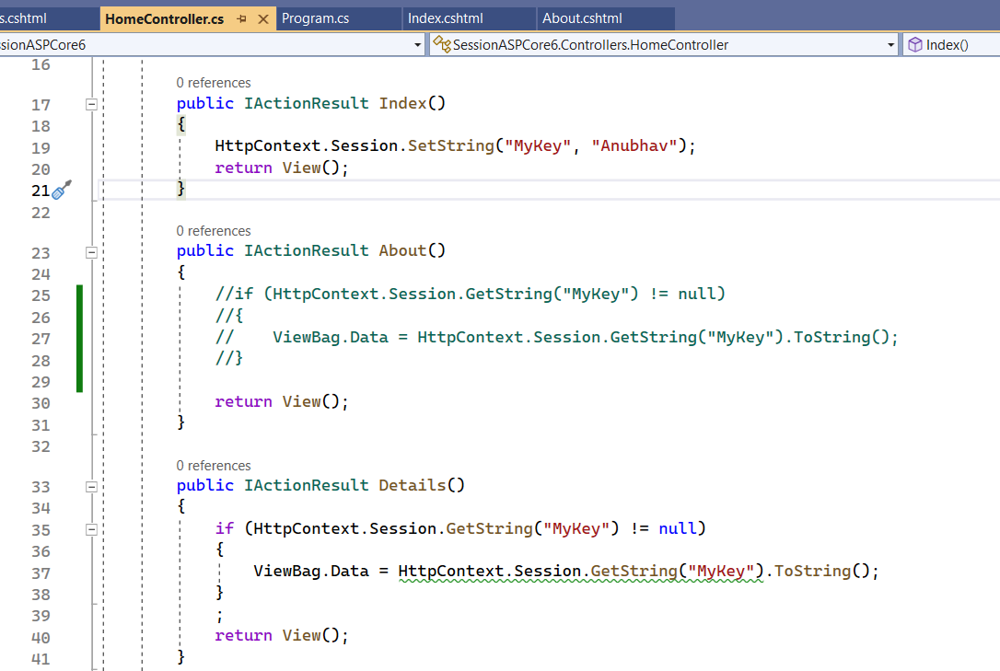 s.cshtml HomeController.cs Program.cs Index.cshtml About.cshtml
ssionASPCore6 SessionASPCore6.Controllers.HomeController Index()
16
0 references
17 public IActionResult Index()
18 {
19 HttpContext.Session.SetString("MyKey", "Anubhav");
20 return View();
21 }
22
0 references
23 public IActionResult About()
24 {
25 //if (HttpContext.Session.GetString("MyKey") != null)
26 //{
27 // ViewBag.Data = HttpContext.Session.GetString("MyKey").ToString();
28 //}
29
30 return View();
31 }
32
0 references
33 public IActionResult Details()
34 {
35 if (HttpContext.Session.GetString("MyKey") != null)
36 {
37 ViewBag.Data = HttpContext.Session.GetString("MyKey").ToString();
38 }
39 ;
40 return View();
41 }